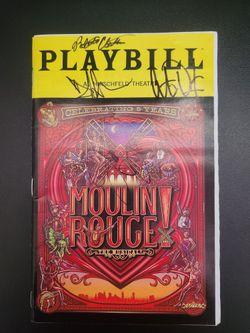 PLAYBILL
AL HIRSCHFELD THEATRE
CELEBRATING 5 YEARS
MOULIN
ROUGE!
THE MUSICAL